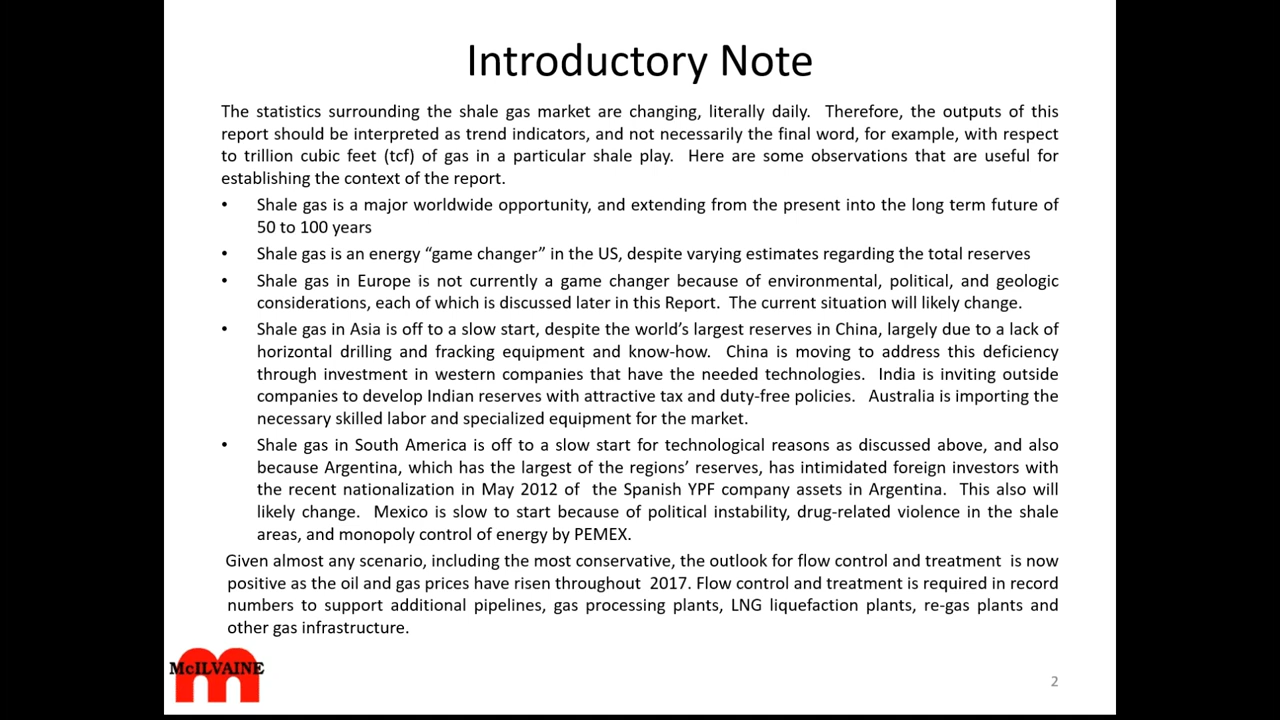 Introductory Note
The statistics surrounding the shale gas market are changing, literally daily.  Therefore, the outputs of this
report should be interpreted as trend indicators, and not necessarily the final word, for example, with respect
to trillion cubic feet (tcf) of gas in a particular shale play.  Here are some observations that are useful for
establishing the context of the report.
• Shale gas is a major worldwide opportunity, and extending from the present into the long term future of
50 to 100 years
• Shale gas is an energy “game changer” in the US, despite varying estimates regarding the total reserves
• Shale gas in Europe is not currently a game changer because of environmental, political, and geologic
considerations, each of which is discussed later in this Report.  The current situation will likely change.
• Shale gas in Asia is off to a slow start, despite the world’s largest reserves in China, largely due to a lack of
horizontal drilling and fracking equipment and know-how.  China is moving to address this deficiency
through investment in western companies that have the needed technologies.  India is inviting outside
companies to develop Indian reserves with attractive tax and duty-free policies.  Australia is importing the
necessary skilled labor and specialized equipment for the market.
• Shale gas in South America is off to a slow start for technological reasons as discussed above, and also
because Argentina, which has the largest of the regions’ reserves, has intimidated foreign investors with
the recent nationalization in May 2012 of  the Spanish YPF company assets in Argentina.  This also will
likely change.  Mexico is slow to start because of political instability, drug-related violence in the shale
areas, and monopoly control of energy by PEMEX.
Given almost any scenario, including the most conservative, the outlook for flow control and treatment  is now
positive as the oil and gas prices have risen throughout  2017. Flow control and treatment is required in record
numbers to support additional pipelines, gas processing plants, LNG liquefaction plants, re-gas plants and
other gas infrastructure.
McILVAINE
2